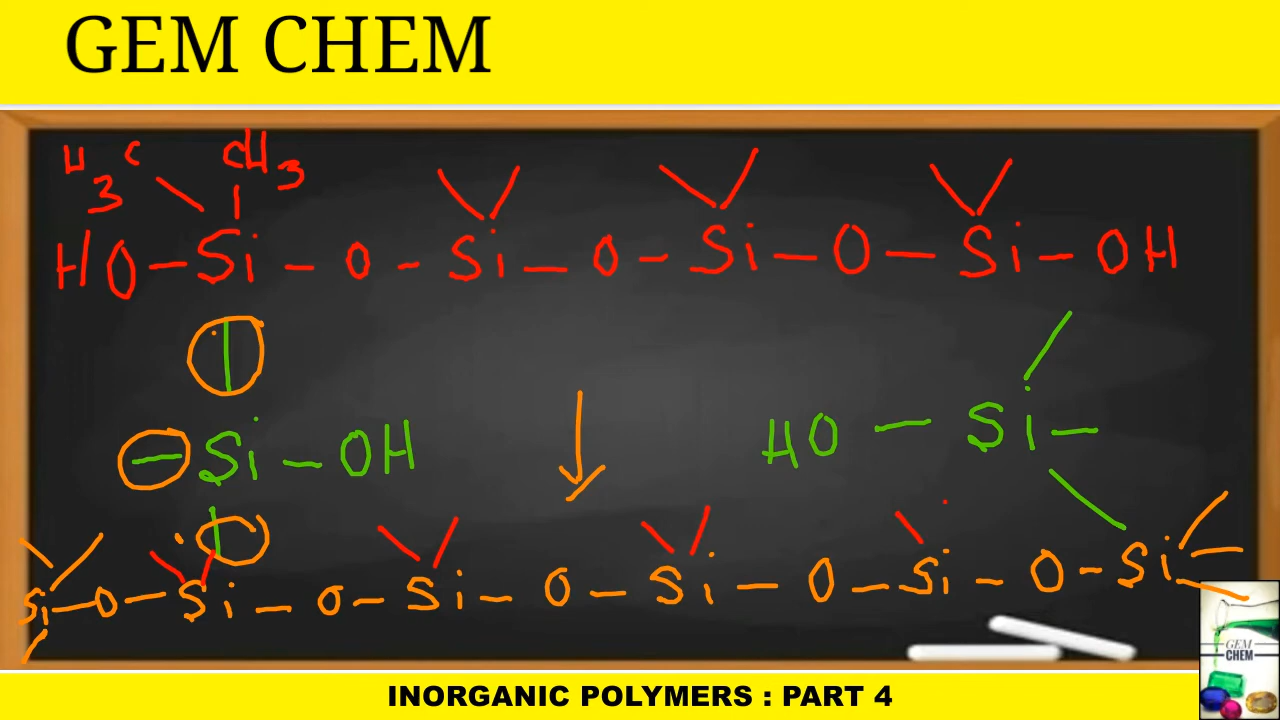 GEM CHEM
H₃C CH₃
HO-Si-O-Si-O-Si-O-Si-OH
-Si-OH HO-Si-
Si-O-Si-O-Si-O-Si-O-Si-O-Si
GEM
CHEM
INORGANIC POLYMERS : PART 4